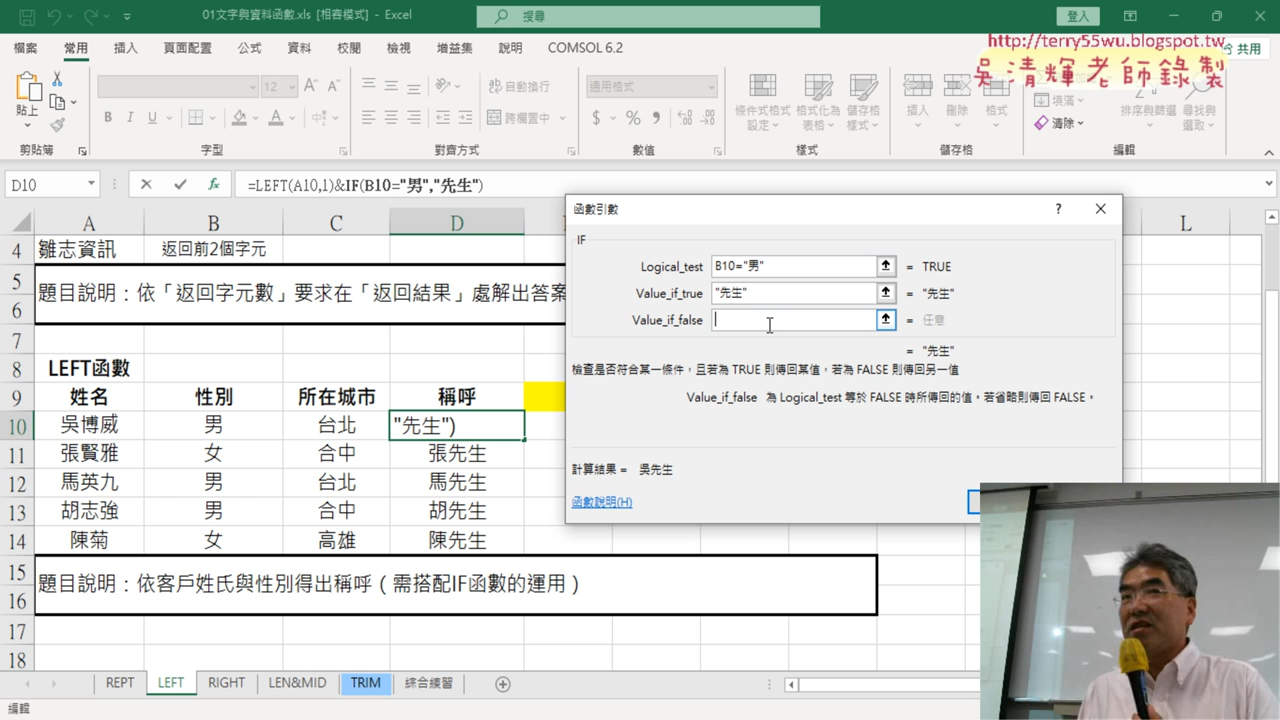 01文字與資料函數.xls [相容模式] - Excel
搜尋
登入
http://terry55wu.blogspot.tw
吳清輝老師錄製
檔案 常用 插入 頁面配置 公式 資料 校閱 檢視 增益集 說明 COMSOL 6.2 共用
貼上
12
自動換行
跨欄置中
通用格式
條件式格式設定
格式化為表格
儲存格樣式
插入
刪除
格式
填滿
清除
排序與篩選
尋找與選取
剪貼簿 字型 對齊方式 數值 樣式 儲存格 編輯
D10
=LEFT(A10,1)&IF(B10="男","先生")
A B C D L
4 雛志資訊 返回前2個字元
5
題目說明：依「返回字元數」要求在「返回結果」處解出答案
6
7
8 LEFT函數
9 姓名 性別 所在城市 稱呼
10 吳博威 男 台北 "先生")
11 張賢雅 女 台中 張先生
12 馬英九 男 台北 馬先生
13 胡志強 男 台中 胡先生
14 陳菊 女 高雄 陳先生
15
題目說明：依客戶姓氏與性別得出稱呼（需搭配IF函數的運用）
16
17
18
函數引數
IF
Logical_test B10="男" = TRUE
Value_if_true "先生" = "先生"
Value_if_false = 任意
= "先生"
檢查是否符合某一條件，且若為 TRUE 則傳回某值，若為 FALSE 則傳回另一值
Value_if_false 為 Logical_test 等於 FALSE 時所傳回的值。若省略則傳回 FALSE。
計算結果 = 吳先生
函數說明(H)
REPT LEFT RIGHT LEN&MID TRIM 綜合練習
編輯